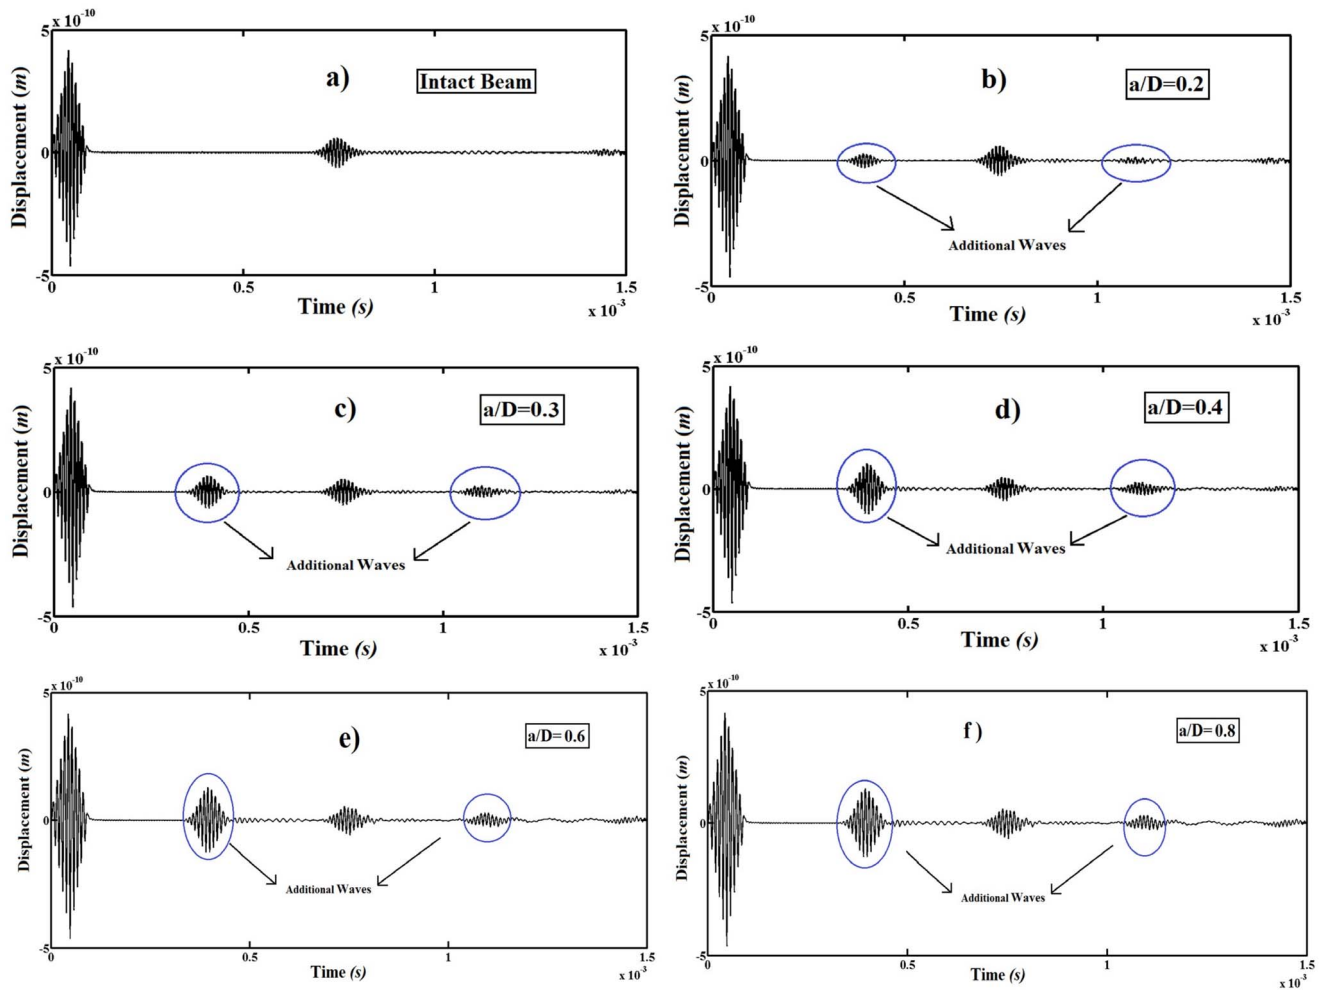 5 x 10-10
a)
Intact Beam
Displacement (m)
0
-5
0
0.5
1
1.5
Time (s)
x 10-3
5 x 10-10
b)
a/D=0.2
Displacement (m)
0
Additional Waves
-5
0
0.5
1
1.5
Time (s)
x 10-3
5 x 10-10
c)
a/D=0.3
Displacement (m)
0
Additional Waves
-5
0
0.5
1
1.5
Time (s)
x 10-3
5 x 10-10
d)
a/D=0.4
Displacement (m)
0
Additional Waves
-5
0
0.5
1
1.5
Time (s)
x 10-3
5 x 10-10
e)
a/D= 0.6
Displacement (m)
0
Additional Waves
-5
0
0.5
1
1.5
Time (s)
x 10-3
5 x 10-10
f )
a/D= 0.8
Displacement (m)
0
Additional Waves
-5
0
0.5
1
1.5
Time (s)
x 10-3